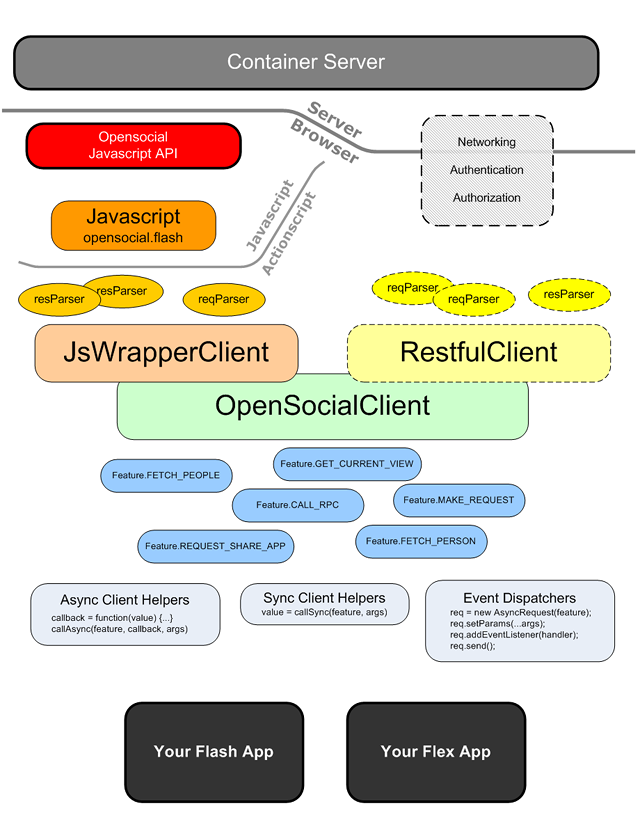 Container Server
Server
Browser
Opensocial
Javascript API
Networking
Authentication
Authorization
Javascript
opensocial.flash
Javascript
Actionscript
resParser
resParser
reqParser
reqParser
reqParser
resParser
JsWrapperClient
RestfulClient
OpenSocialClient
Feature.FETCH_PEOPLE
Feature.GET_CURRENT_VIEW
Feature.CALL_RPC
Feature.MAKE_REQUEST
Feature.REQUEST_SHARE_APP
Feature.FETCH_PERSON
Async Client Helpers
callback = function(value) {...}
callAsync(feature, callback, args)
Sync Client Helpers
value = callSync(feature, args)
Event Dispatchers
req = new AsyncRequest(feature);
req.setParams(...args);
req.addEventListener(handler);
req.send();
Your Flash App
Your Flex App